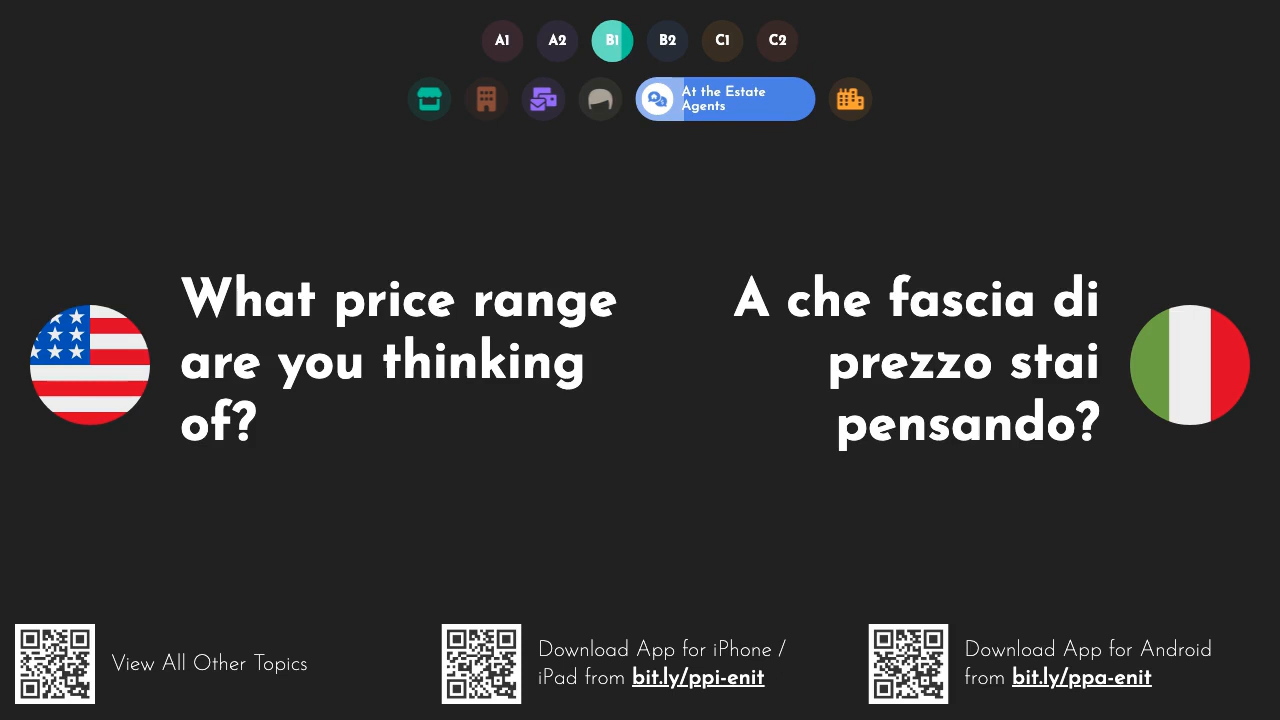 A1 A2 B1 B2 C1 C2
At the Estate
Agents
What price range
are you thinking
of?
A che fascia di
prezzo stai
pensando?
View All Other Topics
Download App for iPhone /
iPad from bit.ly/ppi-enit
Download App for Android
from bit.ly/ppa-enit